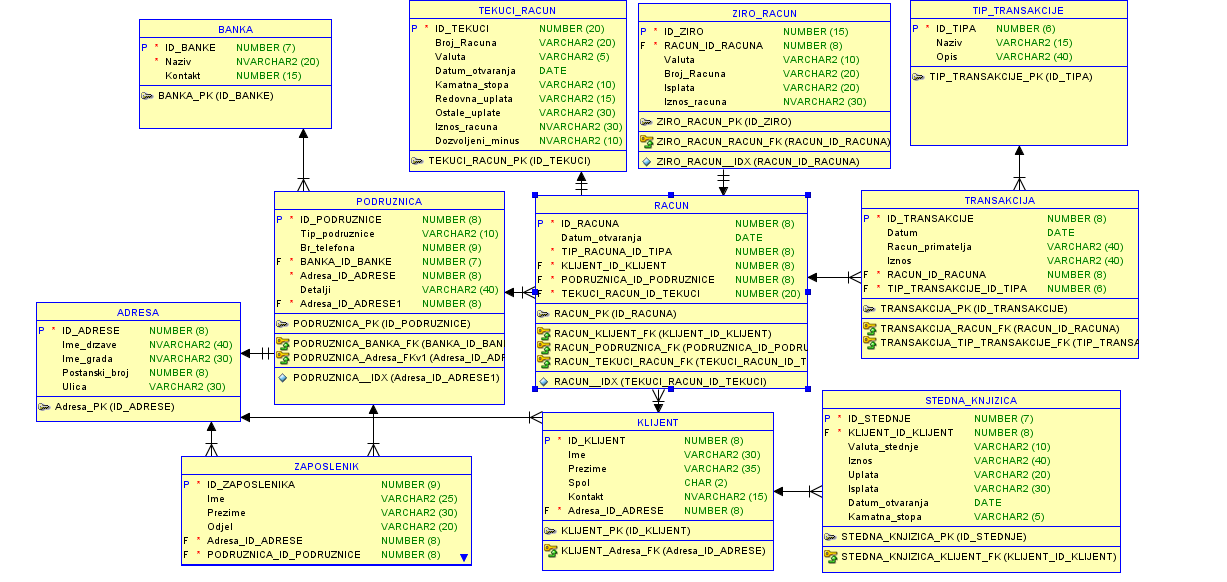 BANKA
P * ID_BANKE NUMBER (7)
* Naziv NVARCHAR2 (20)
Kontakt NUMBER (15)
BANKA_PK (ID_BANKE)
TEKUCI_RACUN
P * ID_TEKUCI NUMBER (20)
Broj_Racuna VARCHAR2 (20)
Valuta VARCHAR2 (5)
Datum_otvaranja DATE
Kamatna_stopa VARCHAR2 (10)
Redovna_uplata VARCHAR2 (15)
Ostale_uplate VARCHAR2 (30)
Iznos_racuna NVARCHAR2 (30)
Dozvoljeni_minus NVARCHAR2 (10)
TEKUCI_RACUN_PK (ID_TEKUCI)
ZIRO_RACUN
P * ID_ZIRO NUMBER (15)
F * RACUN_ID_RACUNA NUMBER (8)
Valuta VARCHAR2 (10)
Broj_Racuna VARCHAR2 (20)
Isplata VARCHAR2 (20)
Iznos_racuna NVARCHAR2 (30)
ZIRO_RACUN_PK (ID_ZIRO)
ZIRO_RACUN_RACUN_FK (RACUN_ID_RACUNA)
ZIRO_RACUN__IDX (RACUN_ID_RACUNA)
TIP_TRANSAKCIJE
P * ID_TIPA NUMBER (6)
Naziv VARCHAR2 (15)
Opis VARCHAR2 (40)
TIP_TRANSAKCIJE_PK (ID_TIPA)
PODRUZNICA
P * ID_PODRUZNICE NUMBER (8)
Tip_podruznice VARCHAR2 (10)
Br_telefona NUMBER (9)
F * BANKA_ID_BANKE NUMBER (7)
* Adresa_ID_ADRESE NUMBER (8)
Detalji VARCHAR2 (40)
F * Adresa_ID_ADRESE1 NUMBER (8)
PODRUZNICA_PK (ID_PODRUZNICE)
PODRUZNICA_BANKA_FK (BANKA_ID_BAN
PODRUZNICA_Adresa_FKv1 (Adresa_ID_ADF
PODRUZNICA__IDX (Adresa_ID_ADRESE1)
RACUN
P * ID_RACUNA NUMBER (8)
Datum_otvaranja DATE
* TIP_RACUNA_ID_TIPA NUMBER (8)
F * KLIJENT_ID_KLIJENT NUMBER (8)
F * PODRUZNICA_ID_PODRUZNICE NUMBER (8)
F * TEKUCI_RACUN_ID_TEKUCI NUMBER (20)
RACUN_PK (ID_RACUNA)
RACUN_KLIJENT_FK (KLIJENT_ID_KLIJENT)
RACUN_PODRUZNICA_FK (PODRUZNICA_ID_PODRU
RACUN_TEKUCI_RACUN_FK (TEKUCI_RACUN_ID_T
RACUN__IDX (TEKUCI_RACUN_ID_TEKUCI)
TRANSAKCIJA
P * ID_TRANSAKCIJE NUMBER (8)
Datum DATE
Racun_primatelja VARCHAR2 (40)
Iznos VARCHAR2 (40)
F * RACUN_ID_RACUNA NUMBER (8)
F * TIP_TRANSAKCIJE_ID_TIPA NUMBER (6)
TRANSAKCIJA_PK (ID_TRANSAKCIJE)
TRANSAKCIJA_RACUN_FK (RACUN_ID_RACUNA)
TRANSAKCIJA_TIP_TRANSAKCIJE_FK (TIP_TRANSA
ADRESA
P * ID_ADRESE NUMBER (8)
Ime_drzave NVARCHAR2 (40)
Ime_grada NVARCHAR2 (30)
Postanski_broj NUMBER (8)
Ulica VARCHAR2 (30)
Adresa_PK (ID_ADRESE)
ZAPOSLENIK
P * ID_ZAPOSLENIKA NUMBER (9)
Ime VARCHAR2 (25)
Prezime VARCHAR2 (30)
Odjel VARCHAR2 (20)
F * Adresa_ID_ADRESE NUMBER (8)
F * PODRUZNICA_ID_PODRUZNICE NUMBER (8)
KLIJENT
P * ID_KLIJENT NUMBER (8)
Ime VARCHAR2 (30)
Prezime VARCHAR2 (35)
Spol CHAR (2)
Kontakt NVARCHAR2 (15)
F * Adresa_ID_ADRESE NUMBER (8)
KLIJENT_PK (ID_KLIJENT)
KLIJENT_Adresa_FK (Adresa_ID_ADRESE)
STEDNA_KNJIZICA
P * ID_STEDNJE NUMBER (7)
F * KLIJENT_ID_KLIJENT NUMBER (8)
Valuta_stednje VARCHAR2 (10)
Iznos VARCHAR2 (40)
Uplata VARCHAR2 (20)
Isplata VARCHAR2 (30)
Datum_otvaranja DATE
Kamatna_stopa VARCHAR2 (5)
STEDNA_KNJIZICA_PK (ID_STEDNJE)
STEDNA_KNJIZICA_KLIJENT_FK (KLIJENT_ID_KLIJENT)